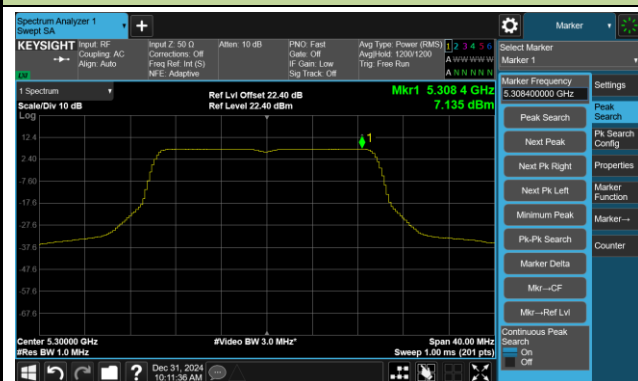 Spectrum Analyzer 1
Swept SA
+
Marker
KEYSIGHT
Input: RF
Coupling: AC
Align: Auto
Input Z: 50 Ω
Corrections: Off
Freq Ref: Int (S)
NFE: Adaptive
Atten: 10 dB
PNO: Fast
Gate: Off
IF Gain: Low
Sig Track: Off
Avg Type: Power (RMS)
Avg|Hold: 1200/1200
Trig: Free Run
1 2 3 4 5 6
A W W W W W
A N N N N N
LXI
Select Marker
Marker 1
1 Spectrum
Scale/Div 10 dB
Log
Ref Lvl Offset 22.40 dB
Ref Level 22.40 dBm
Mkr1 5.308 4 GHz
7.135 dBm
1
12.4
2.40
-7.60
-17.6
-27.6
-37.6
-47.6
-57.6
-67.6
Center 5.30000 GHz
#Res BW 1.0 MHz
#Video BW 3.0 MHz*
Span 40.00 MHz
Sweep 1.00 ms (201 pts)
Marker Frequency
5.308400000 GHz
Peak Search
Next Peak
Next Pk Right
Next Pk Left
Minimum Peak
Pk-Pk Search
Marker Delta
Mkr→CF
Mkr→Ref Lvl
Continuous Peak
Search
On
Off
Settings
Peak
Search
Pk Search
Config
Properties
Marker
Function
Marker→
Counter
?
Dec 31, 2024
10:11:36 AM